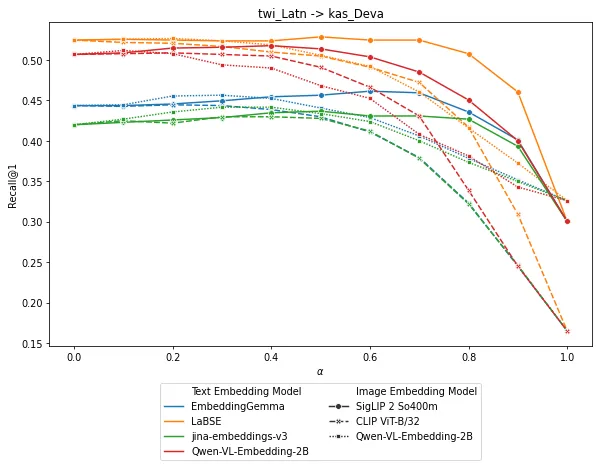 twi_Latn -> kas_Deva
Recall@1
0.50
0.45
0.40
0.35
0.30
0.25
0.20
0.15
0.0 0.2 0.4 0.6 0.8 1.0
α
Text Embedding Model Image Embedding Model
EmbeddingGemma SigLIP 2 So400m
LaBSE CLIP ViT-B/32
jina-embeddings-v3 Qwen-VL-Embedding-2B
Qwen-VL-Embedding-2B